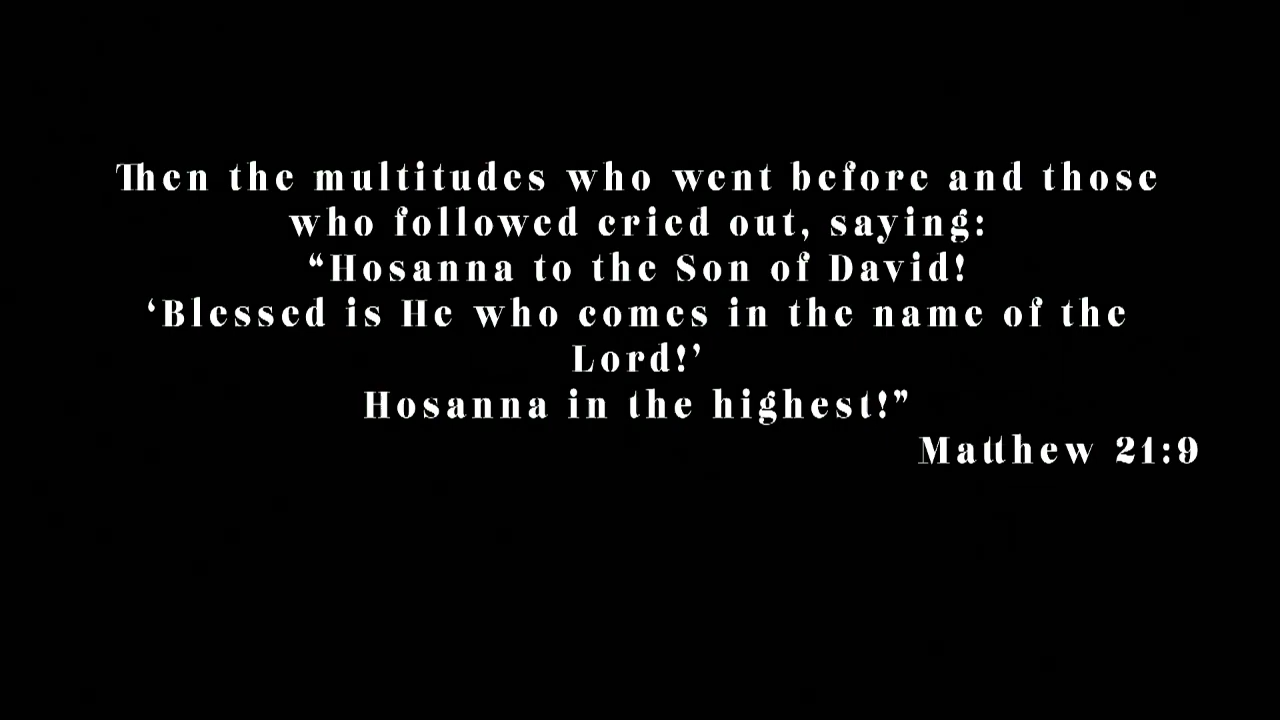 Then the multitudes who went before and those
who followed cried out, saying:
“Hosanna to the Son of David!
‘Blessed is He who comes in the name of the
Lord!’
Hosanna in the highest!”
Matthew 21:9